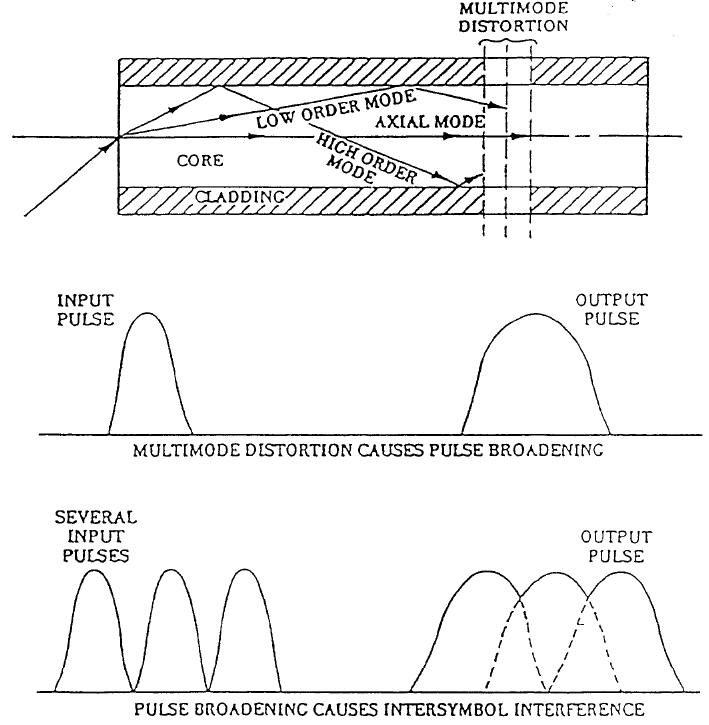 MULTIMODE
DISTORTION
LOW ORDER MODE
AXIAL MODE
HIGH ORDER
MODE
CORE
CLADDING
INPUT
PULSE
OUTPUT
PULSE
MULTIMODE DISTORTION CAUSES PULSE BROADENING
SEVERAL
INPUT
PULSES
OUTPUT
PULSE
PULSE BROADENING CAUSES INTERSYMBOL INTERFERENCE